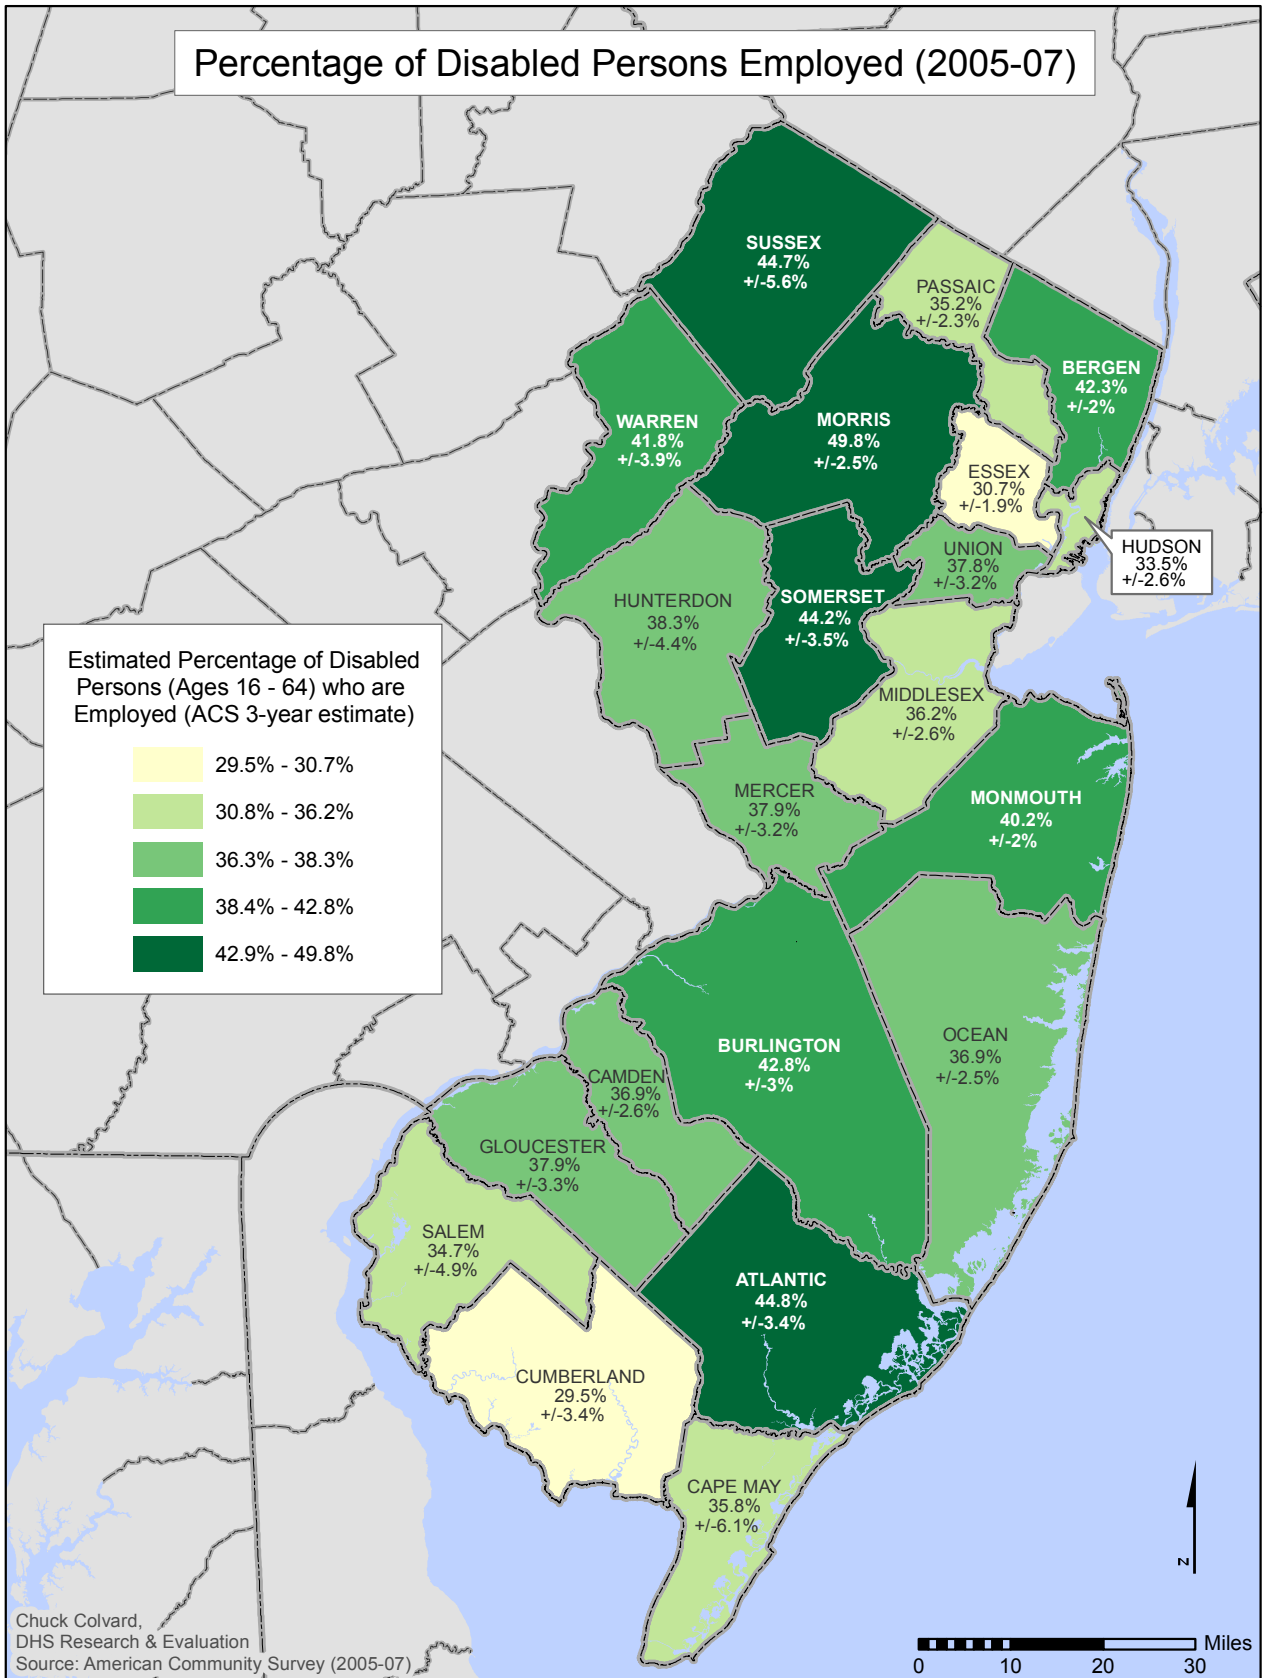 Percentage of Disabled Persons Employed (2005-07)
SUSSEX
44.7%
+/-5.6%
PASSAIC
35.2%
+/-2.3%
BERGEN
42.3%
+/-2%
WARREN
41.8%
+/-3.9%
MORRIS
49.8%
+/-2.5%
ESSEX
30.7%
+/-1.9%
HUDSON
33.5%
+/-2.6%
UNION
37.8%
+/-3.2%
HUNTERDON
38.3%
+/-4.4%
SOMERSET
44.2%
+/-3.5%
Estimated Percentage of Disabled
Persons (Ages 16 - 64) who are
Employed (ACS 3-year estimate)
29.5% - 30.7%
30.8% - 36.2%
36.3% - 38.3%
38.4% - 42.8%
42.9% - 49.8%
MIDDLESEX
36.2%
+/-2.6%
MERCER
37.9%
+/-3.2%
MONMOUTH
40.2%
+/-2%
BURLINGTON
42.8%
+/-3%
OCEAN
36.9%
+/-2.5%
CAMDEN
36.9%
+/-2.6%
GLOUCESTER
37.9%
+/-3.3%
SALEM
34.7%
+/-4.9%
ATLANTIC
44.8%
+/-3.4%
CUMBERLAND
29.5%
+/-3.4%
CAPE MAY
35.8%
+/-6.1%
N
Chuck Colvard,
DHS Research & Evaluation
Source: American Community Survey (2005-07)
Miles
0 10 20 30